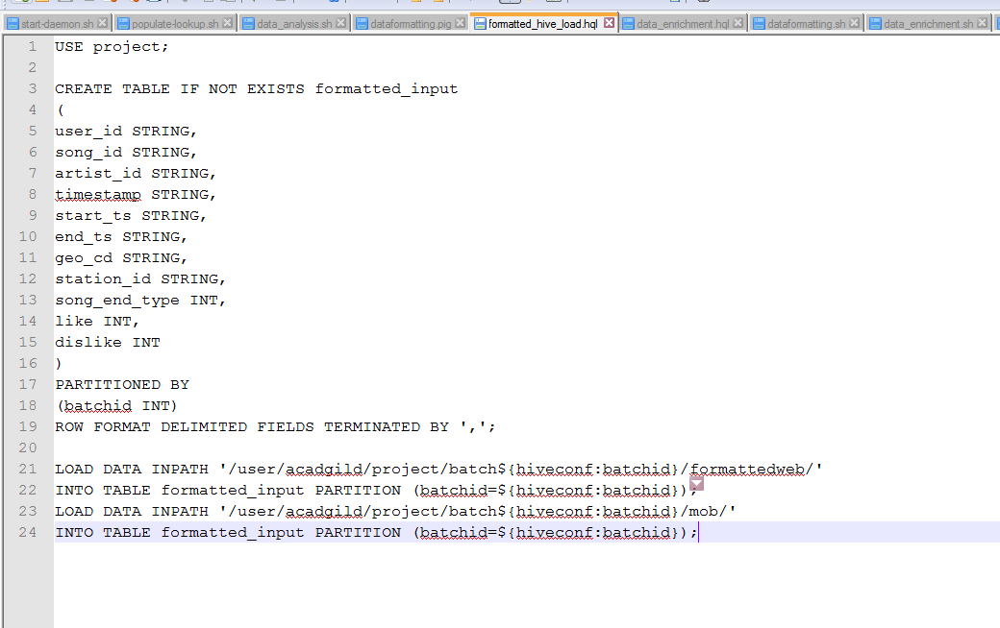 start-daemon.sh populate-lookup.sh data_analysis.sh dataformatting.pig formatted_hive_load.hql data_enrichment.hql dataformatting.sh data_enrichment.sh
1 USE project;
2
3 CREATE TABLE IF NOT EXISTS formatted_input
4 (
5 user_id STRING,
6 song_id STRING,
7 artist_id STRING,
8 timestamp STRING,
9 start_ts STRING,
10 end_ts STRING,
11 geo_cd STRING,
12 station_id STRING,
13 song_end_type INT,
14 like INT,
15 dislike INT
16 )
17 PARTITIONED BY
18 (batchid INT)
19 ROW FORMAT DELIMITED FIELDS TERMINATED BY ',';
20
21 LOAD DATA INPATH '/user/acadgild/project/batch${hiveconf:batchid}/formattedweb/'
22 INTO TABLE formatted_input PARTITION (batchid=${hiveconf:batchid});
23 LOAD DATA INPATH '/user/acadgild/project/batch${hiveconf:batchid}/mob/'
24 INTO TABLE formatted_input PARTITION (batchid=${hiveconf:batchid});